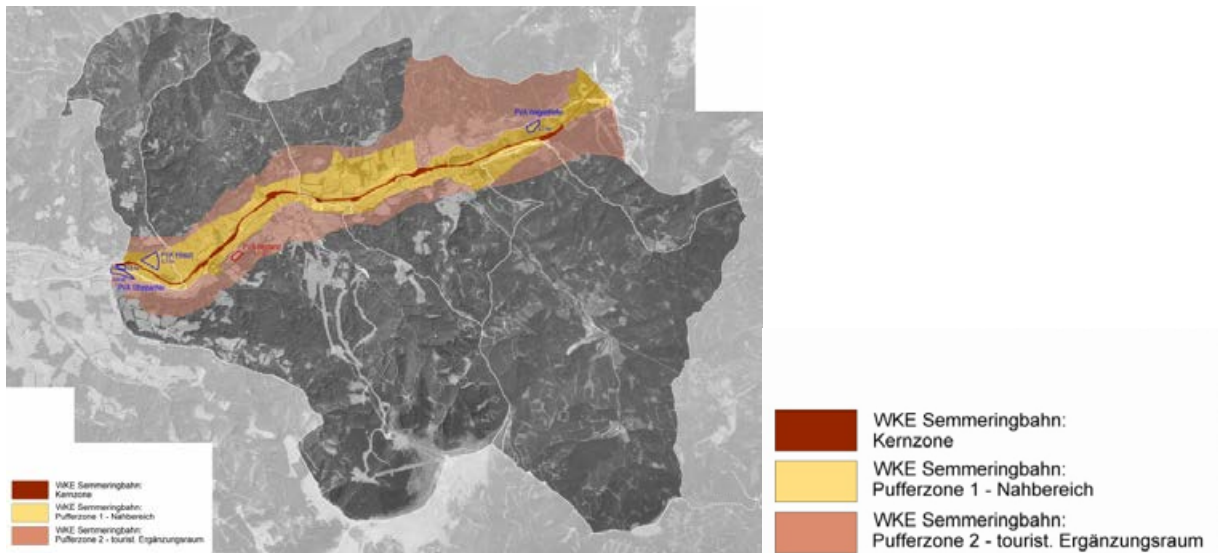 WKE Semmeringbahn:
Kernzone
WKE Semmeringbahn:
Pufferzone 1 - Nahbereich
WKE Semmeringbahn:
Pufferzone 2 - tourist. Ergänzungsraum
WKE Semmeringbahn:
Kernzone
WKE Semmeringbahn:
Pufferzone 1 - Nahbereich
WKE Semmeringbahn:
Pufferzone 2 - tourist. Ergänzungsraum